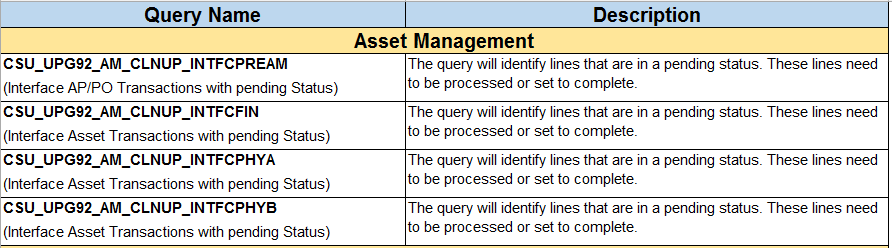 Query Name Description
Asset Management
CSU_UPG92_AM_CLNUP_INTFCPREAM
(Interface AP/PO Transactions with pending Status)
The query will identify lines that are in a pending status. These lines need
to be processed or set to complete.
CSU_UPG92_AM_CLNUP_INTFCFIN
(Interface Asset Transactions with pending Status)
The query will identify lines that are in a pending status. These lines need
to be processed or set to complete.
CSU_UPG92_AM_CLNUP_INTFCPHYA
(Interface Asset Transactions with pending Status)
The query will identify lines that are in a pending status. These lines need
to be processed or set to complete.
CSU_UPG92_AM_CLNUP_INTFCPHYB
(Interface Asset Transactions with pending Status)
The query will identify lines that are in a pending status. These lines need
to be processed or set to complete.